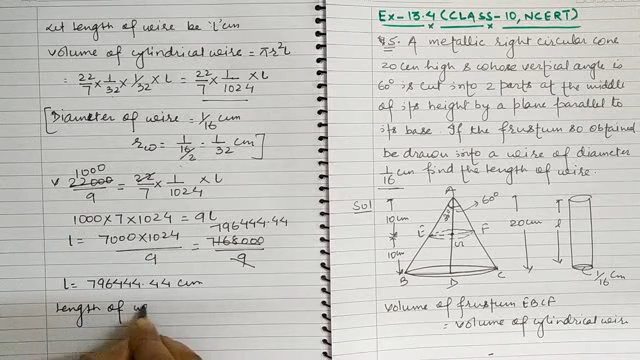 Let length of wire be 'l' cm
volume of cylindrical wire = πr²l
= 22/7 × 1/32 × 1/32 × l = 22/7 × 1/1024 × l
[Diameter of wire = 1/16 cm
= 1/16/2 = 1/32 cm]
1000
22000/9 = 22/7 × 1/1024 × l
1000 × 7 × 1024 = 9l
796444.44
l = 7000 × 1024/9 = 7168000/9
l = 796444.44 cm
Length of
Ex-13.4 (CLASS-10, NCERT)
5. A metallic right circular cone
20 cm high & whose vertical angle is
60° is cut into 2 parts at the middle
of its height by a plane parallel to
its base. If the frustum so obtained
be drawn into a wire of diameter
1/16 cm find the length of wire.
Sol
A
60°
10cm
E
F
20cm
l
10cm
B
D
C
1/16 cm
volume of frustum EBCF
= volume of cylindrical wire